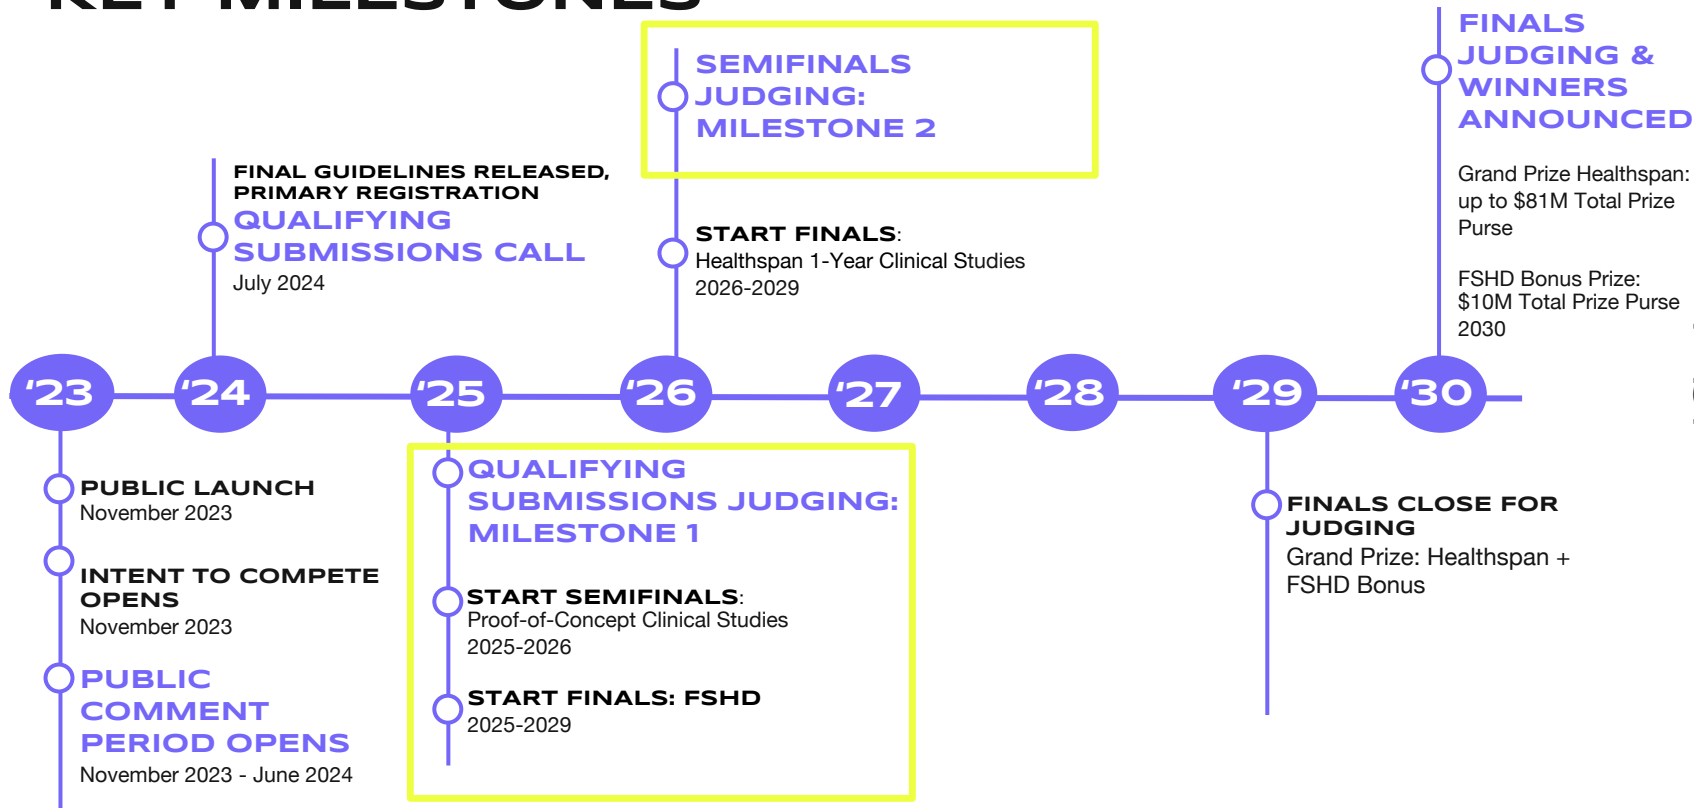 KEY MILESTONES
SEMIFINALS
JUDGING:
MILESTONE 2
FINALS
JUDGING &
WINNERS
ANNOUNCED
FINAL GUIDELINES RELEASED,
PRIMARY REGISTRATION
QUALIFYING
SUBMISSIONS CALL
July 2024
START FINALS:
Healthspan 1-Year Clinical Studies
2026-2029
Grand Prize Healthspan:
up to $81M Total Prize
Purse
FSHD Bonus Prize:
$10M Total Prize Purse
2030
‘23
‘24
‘25
‘26
‘27
‘28
‘29
‘30
PUBLIC LAUNCH
November 2023
INTENT TO COMPETE
OPENS
November 2023
PUBLIC
COMMENT
PERIOD OPENS
November 2023 - June 2024
QUALIFYING
SUBMISSIONS JUDGING:
MILESTONE 1
START SEMIFINALS:
Proof-of-Concept Clinical Studies
2025-2026
START FINALS: FSHD
2025-2029
FINALS CLOSE FOR
JUDGING
Grand Prize: Healthspan +
FSHD Bonus